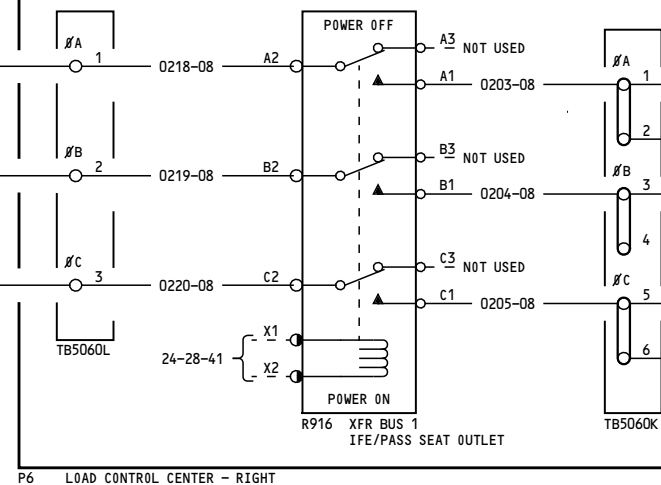 POWER OFF
ØA
1
0218-08
A2
A3
NOT USED
A1
0203-08
ØA
1
2
ØB
2
0219-08
B2
B3
NOT USED
B1
0204-08
ØB
3
4
ØC
3
0220-08
C2
C3
NOT USED
C1
0205-08
ØC
5
6
TB5060L
24-28-41
X1
X2
POWER ON
R916 XFR BUS 1
IFE/PASS SEAT OUTLET
TB5060K
P6 LOAD CONTROL CENTER – RIGHT